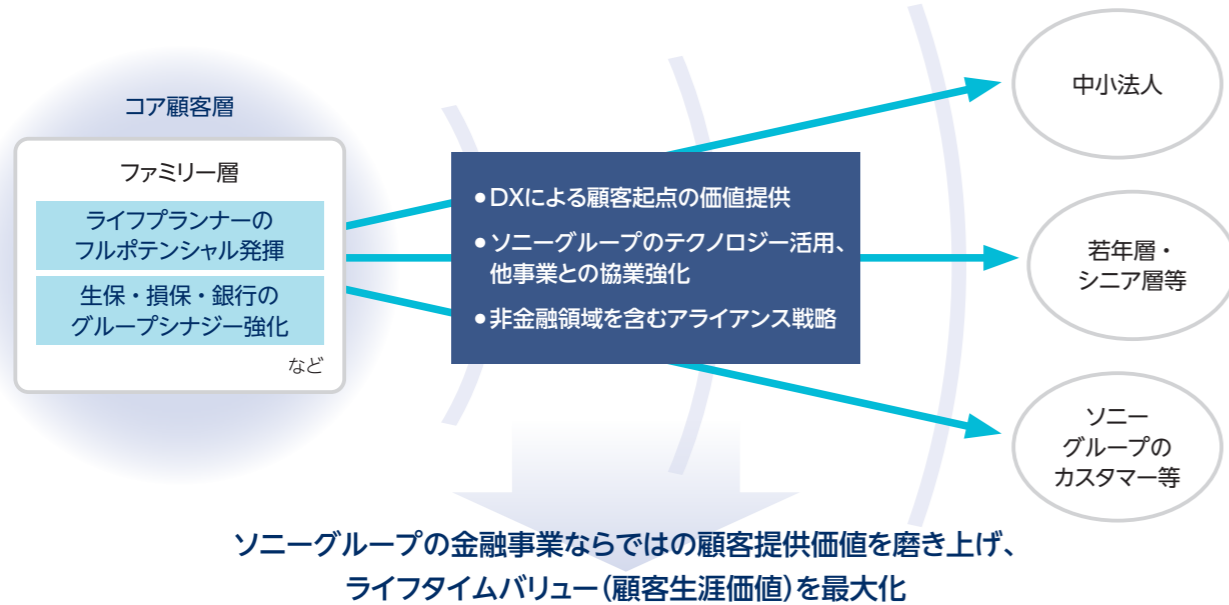 コア顧客層
ファミリー層
ライフプランナーの
フルポテンシャル発揮
生保・損保・銀行の
グループシナジー強化
など
●DXによる顧客起点の価値提供
●ソニーグループのテクノロジー活用、
他事業との協業強化
●非金融領域を含むアライアンス戦略
中小法人
若年層・
シニア層等
ソニー
グループの
カスタマー等
ソニーグループの金融事業ならではの顧客提供価値を磨き上げ、
ライフタイムバリュー(顧客生涯価値)を最大化